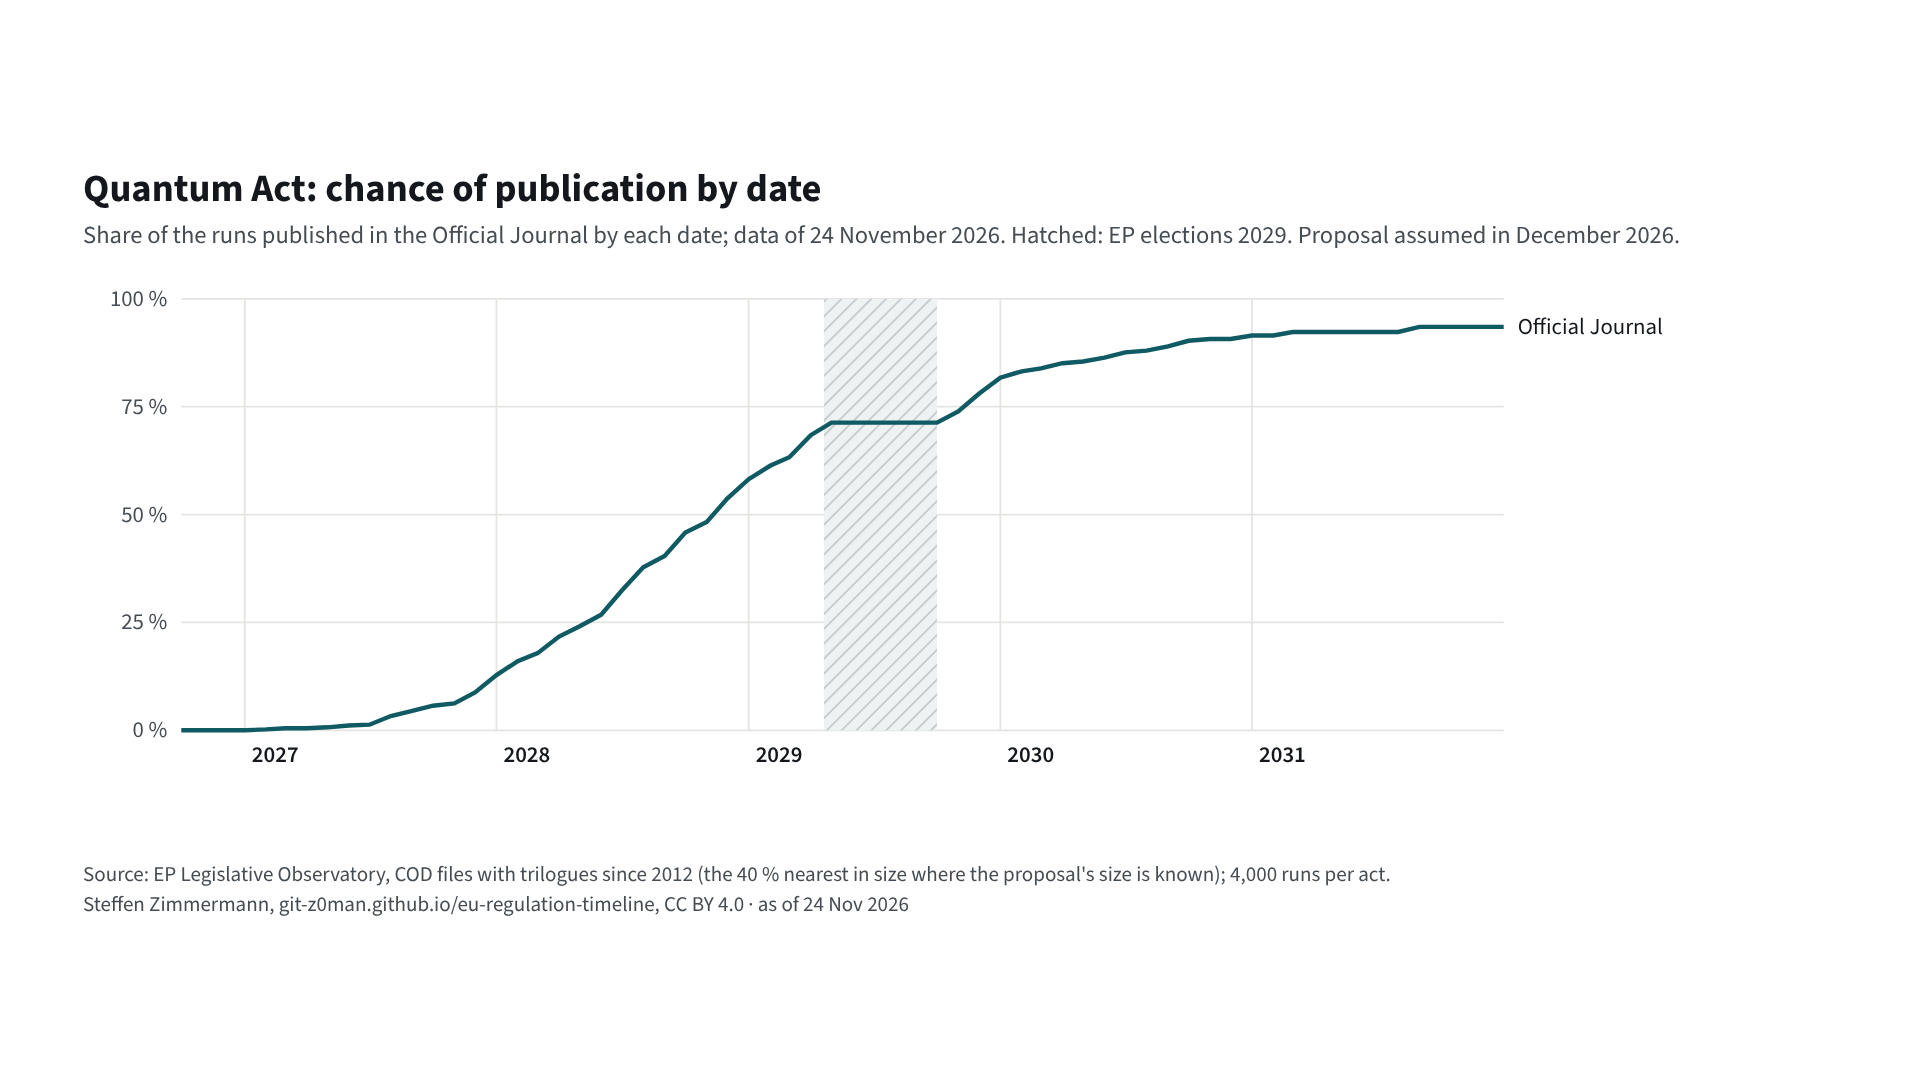 Quantum Act: chance of publication by date
Share of the runs published in the Official Journal by each date; data of 24 November 2026. Hatched: EP elections 2029. Proposal assumed in December 2026.
100 %
Official Journal
75 %
50 %
25 %
0 %
2027 2028 2029 2030 2031
Source: EP Legislative Observatory, COD files with trilogues since 2012 (the 40 % nearest in size where the proposal's size is known); 4,000 runs per act.
Steffen Zimmermann, git-z0man.github.io/eu-regulation-timeline, CC BY 4.0 · as of 24 Nov 2026